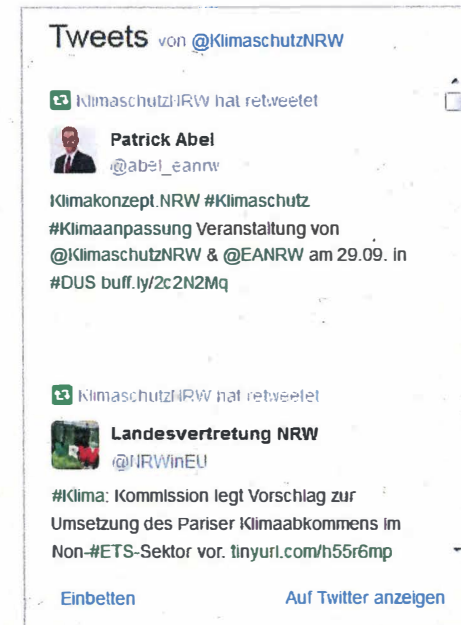 Tweets von @KlimaschutzNRW
KlimaschutzNRW hat retweetet
Patrick Abel
@abel_eanrw
Klimakonzept.NRW #Klimaschutz
#Klimaanpassung Veranstaltung von
@KlimaschutzNRW & @EANRW am 29.09. in
#DUS buff.ly/2c2N2Mq
KlimaschutzNRW hat retweetet
Landesvertretung NRW
@NRWinEU
#Klima: Kommission legt Vorschlag zur
Umsetzung des Pariser Klimaabkommens im
Non-#ETS-Sektor vor. tinyurl.com/h55r6mp
Einbetten Auf Twitter anzeigen